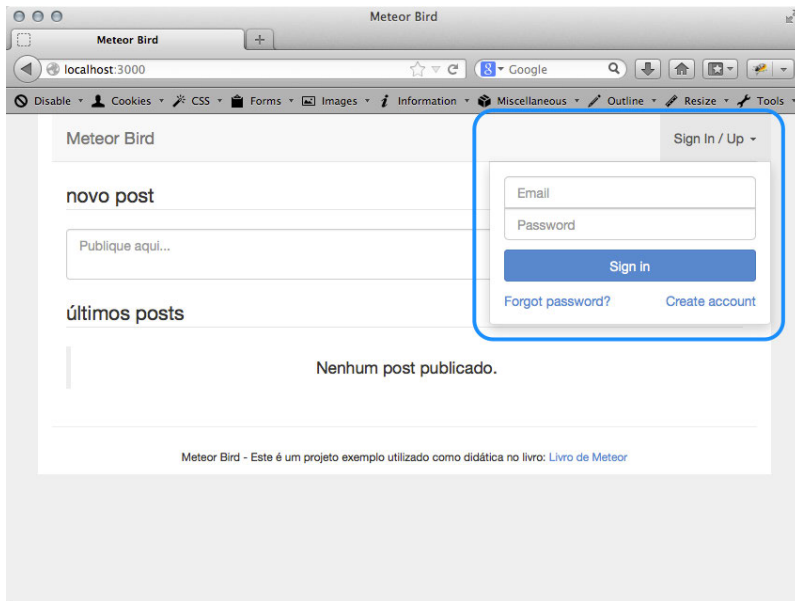 Meteor Bird
Meteor Bird +
localhost:3000 Google
Disable Cookies CSS Forms Images Information Miscellaneous Outline Resize Tools
Meteor Bird Sign In / Up
Email
Password
Sign in
Forgot password? Create account
novo post
Publique aqui...
últimos posts
Nenhum post publicado.
Meteor Bird - Este é um projeto exemplo utilizado como didática no livro: Livro de Meteor